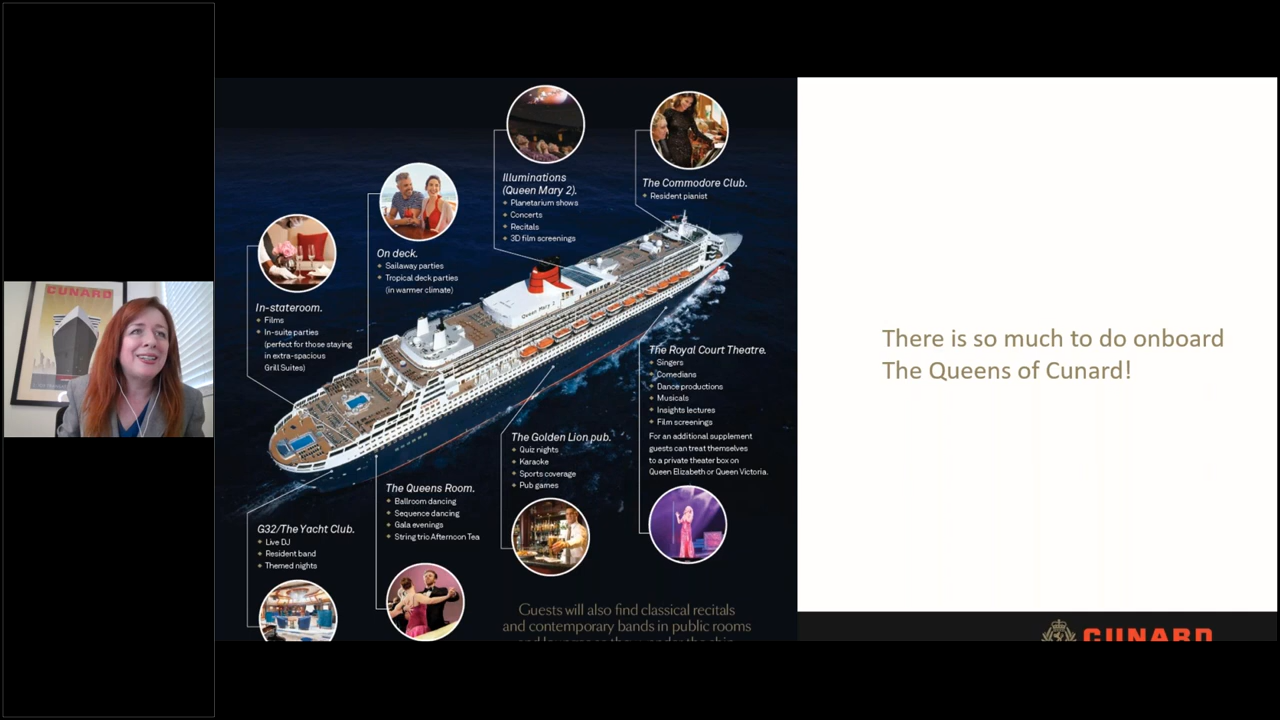 CUNARD
Illuminations
(Queen Mary 2).
Planetarium shows
Concerts
Recitals
3D film screenings
The Commodore Club.
Resident pianist
On deck.
Sailaway parties
Tropical deck parties
(in warmer climate)
In-stateroom.
Films
In-suite parties
(perfect for those staying
in extra-spacious
Grill Suites)
Queen Mary 2
The Royal Court Theatre.
Singers
Comedians
Dance productions
Musicals
Insights lectures
Film screenings
For an additional supplement
guests can treat themselves
to a private theater box on
Queen Elizabeth or Queen Victoria.
The Golden Lion pub.
Quiz nights
Karaoke
Sports coverage
Pub games
The Queens Room.
Ballroom dancing
Sequence dancing
Gala evenings
String trio Afternoon Tea
G32/The Yacht Club.
Live DJ
Resident band
Themed nights
Guests will also find classical recitals
and contemporary bands in public rooms
There is so much to do onboard
The Queens of Cunard!
CUNARD